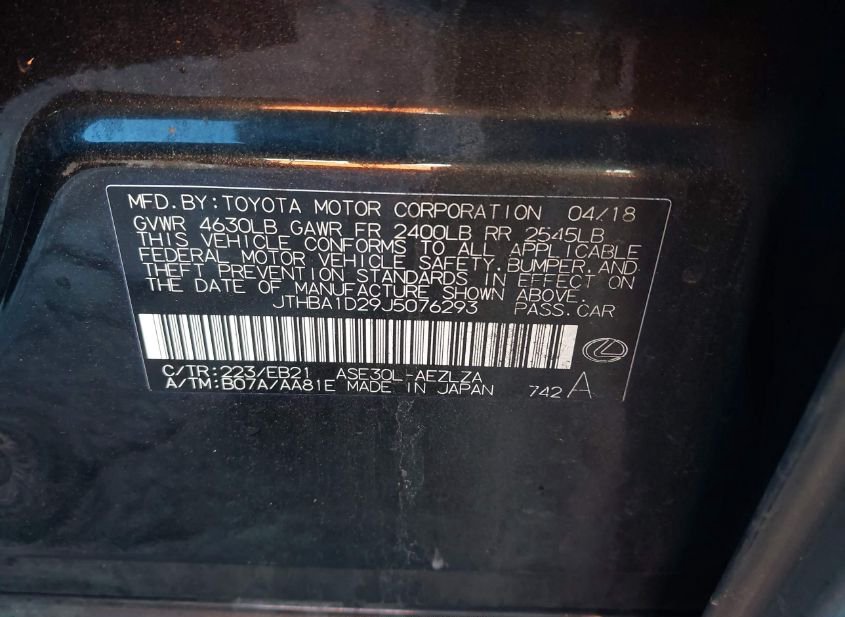 MFD.BY:TOYOTA MOTOR CORPORATION 04/18
GVWR 4630LB GAWR FR 2400LB RR 2545LB
THIS VEHICLE CONFORMS TO ALL APPLICABLE
FEDERAL MOTOR VEHICLE SAFETY,BUMPER,AND
THEFT PREVENTION STANDARDS IN EFFECT ON
THE DATE OF MANUFACTURE SHOWN ABOVE.
JTHBA1D29J5076293 PASS.CAR
C/TR:223/EB21 ASE30L-AEZLZA
A/TM:B07A/AA81E MADE IN JAPAN 742 A